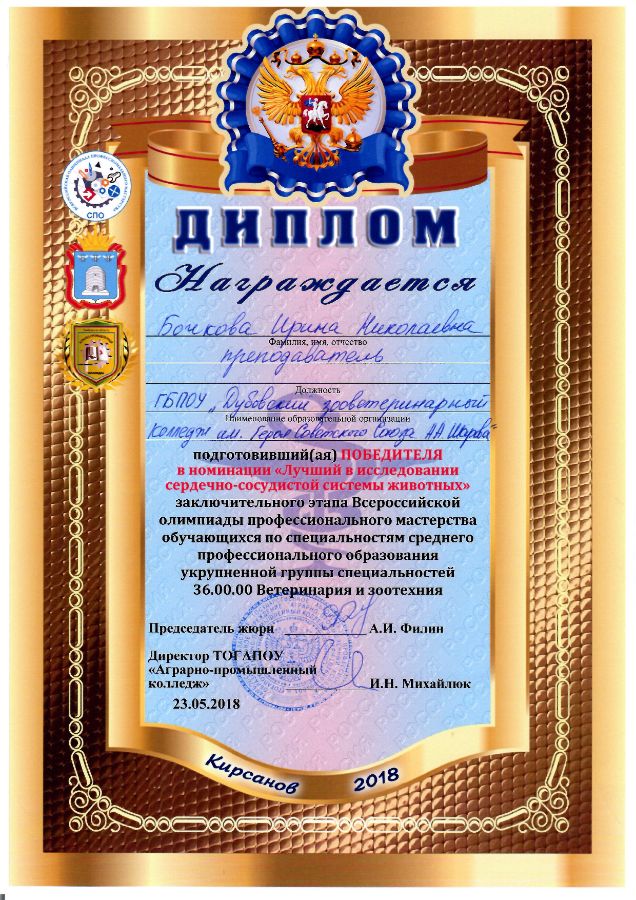 СПО
ДИПЛОМ
Награждается
Бочкова Ирина Николаевна
Фамилия, имя, отчество
преподаватель
Должность
ГБПОУ "Дубовский зооветеринарный
Наименование образовательной организации
колледж им. Героя Советского Союза А.А. Шарова"
подготовивший(ая) ПОБЕДИТЕЛЯ
в номинации «Лучший в исследовании
сердечно-сосудистой системы животных»
заключительного этапа Всероссийской
олимпиады профессионального мастерства
обучающихся по специальностям среднего
профессионального образования
укрупненной группы специальностей
36.00.00 Ветеринария и зоотехния
Председатель жюри А.И. Филин
Директор ТОГАПОУ
«Аграрно-промышленный
колледж» И.Н. Михайлюк
23.05.2018
Кирсанов 2018